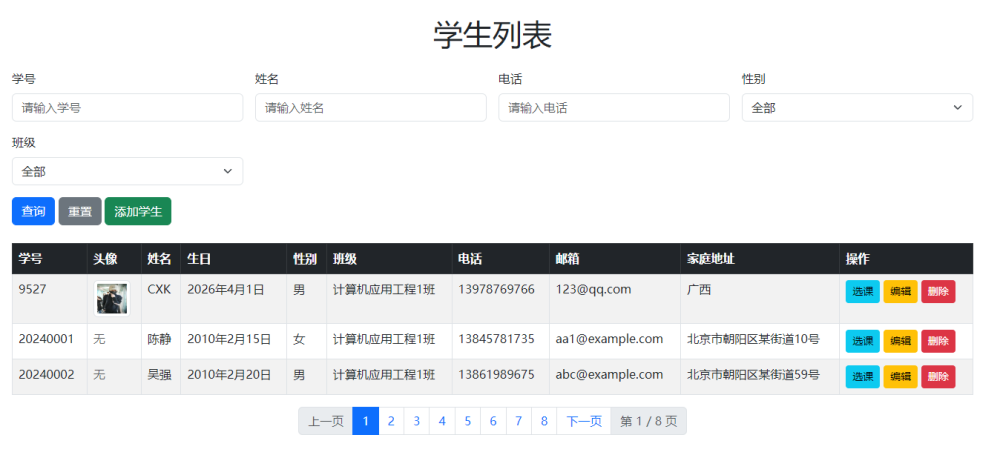 学生列表
学号 姓名 电话 性别
请输入学号 请输入姓名 请输入电话 全部
班级
全部
查询 重置 添加学生
学号 头像 姓名 生日 性别 班级 电话 邮箱 家庭地址 操作
9527 CXK 2026年4月1日 男 计算机应用工程1班 13978769766 123@qq.com 广西 选课 编辑 删除
20240001 无 陈静 2010年2月15日 女 计算机应用工程1班 13845781735 aa1@example.com 北京市朝阳区某街道10号 选课 编辑 删除
20240002 无 吴强 2010年2月20日 男 计算机应用工程1班 13861989675 abc@example.com 北京市朝阳区某街道59号 选课 编辑 删除
上一页 1 2 3 4 5 6 7 8 下一页 第 1 / 8 页